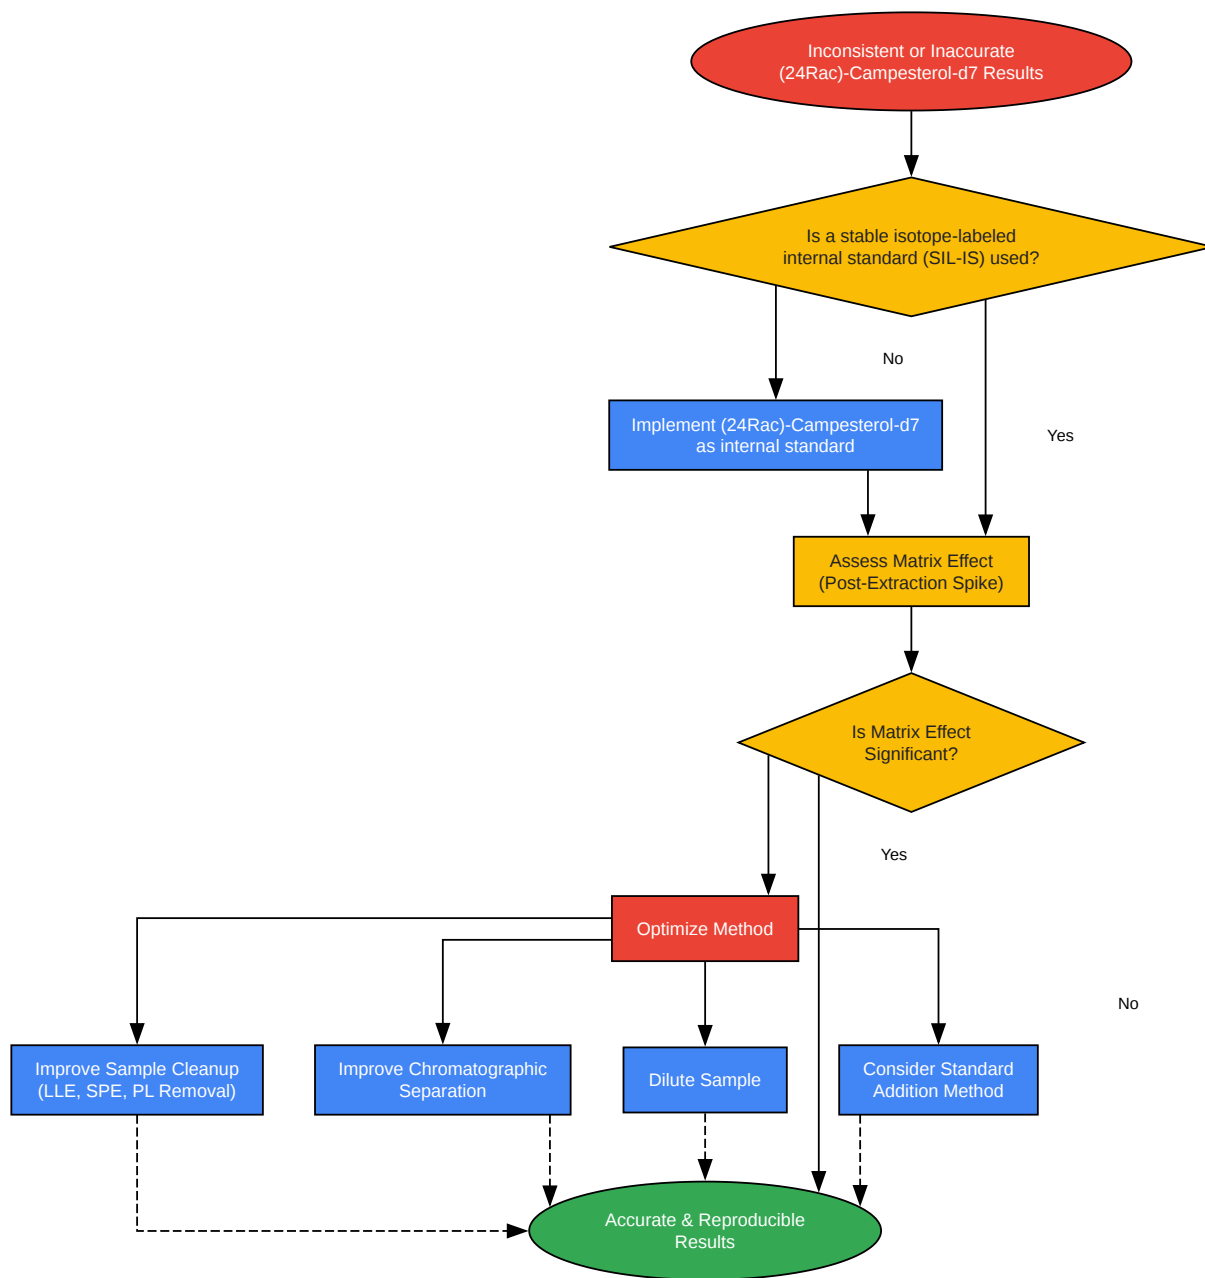 Inconsistent or Inaccurate
(24Rac)-Campesterol-d7 Results
Is a stable isotope-labeled
internal standard (SIL-IS) used?
No
Implement (24Rac)-Campesterol-d7
as internal standard
Yes
Assess Matrix Effect
(Post-Extraction Spike)
Is Matrix Effect
Significant?
Yes
Optimize Method
No
Improve Sample Cleanup
(LLE, SPE, PL Removal)
Improve Chromatographic
Separation
Dilute Sample
Consider Standard
Addition Method
Accurate & Reproducible
Results